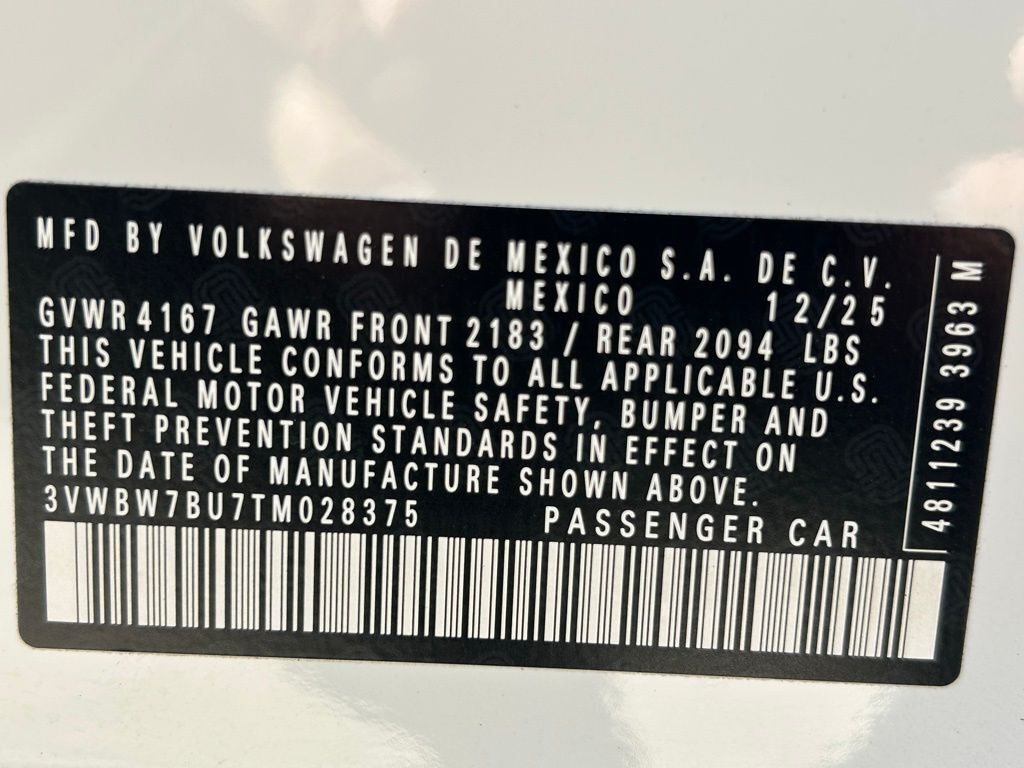 MFD BY VOLKSWAGEN DE MEXICO S.A. DE C.V.
MEXICO 12/25
GVWR 4167 GAWR FRONT 2183 / REAR 2094 LBS
THIS VEHICLE CONFORMS TO ALL APPLICABLE U.S.
FEDERAL MOTOR VEHICLE SAFETY, BUMPER AND
THEFT PREVENTION STANDARDS IN EFFECT ON
THE DATE OF MANUFACTURE SHOWN ABOVE.
3VWBW7BU7TM028375 PASSENGER CAR
4811239 3963 M